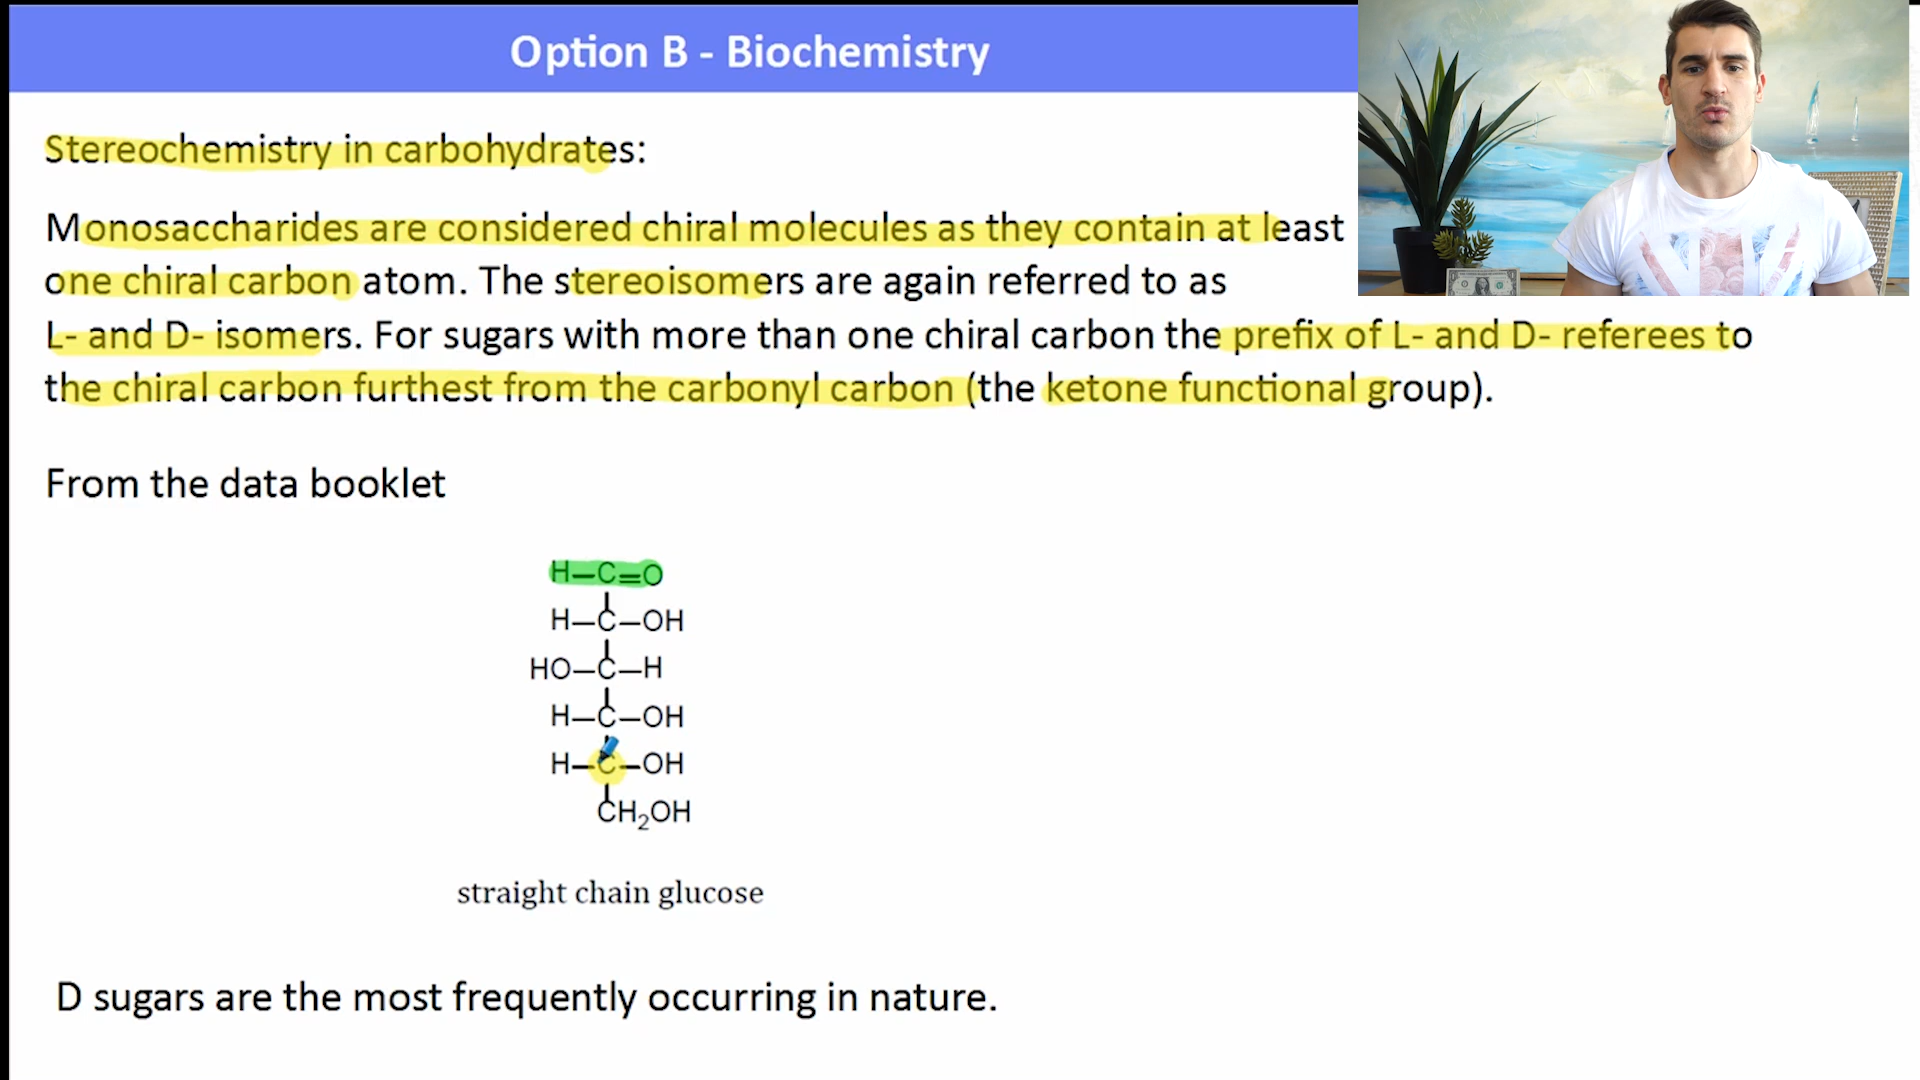 Option B - Biochemistry
Stereochemistry in carbohydrates:
Monosaccharides are considered chiral molecules as they contain at least
one chiral carbon atom. The stereoisomers are again referred to as
L- and D- isomers. For sugars with more than one chiral carbon the prefix of L- and D- referees to
the chiral carbon furthest from the carbonyl carbon (the ketone functional group).
From the data booklet
H–C=O
H–C–OH
HO–C–H
H–C–OH
H–C–OH
CH₂OH
straight chain glucose
D sugars are the most frequently occurring in nature.